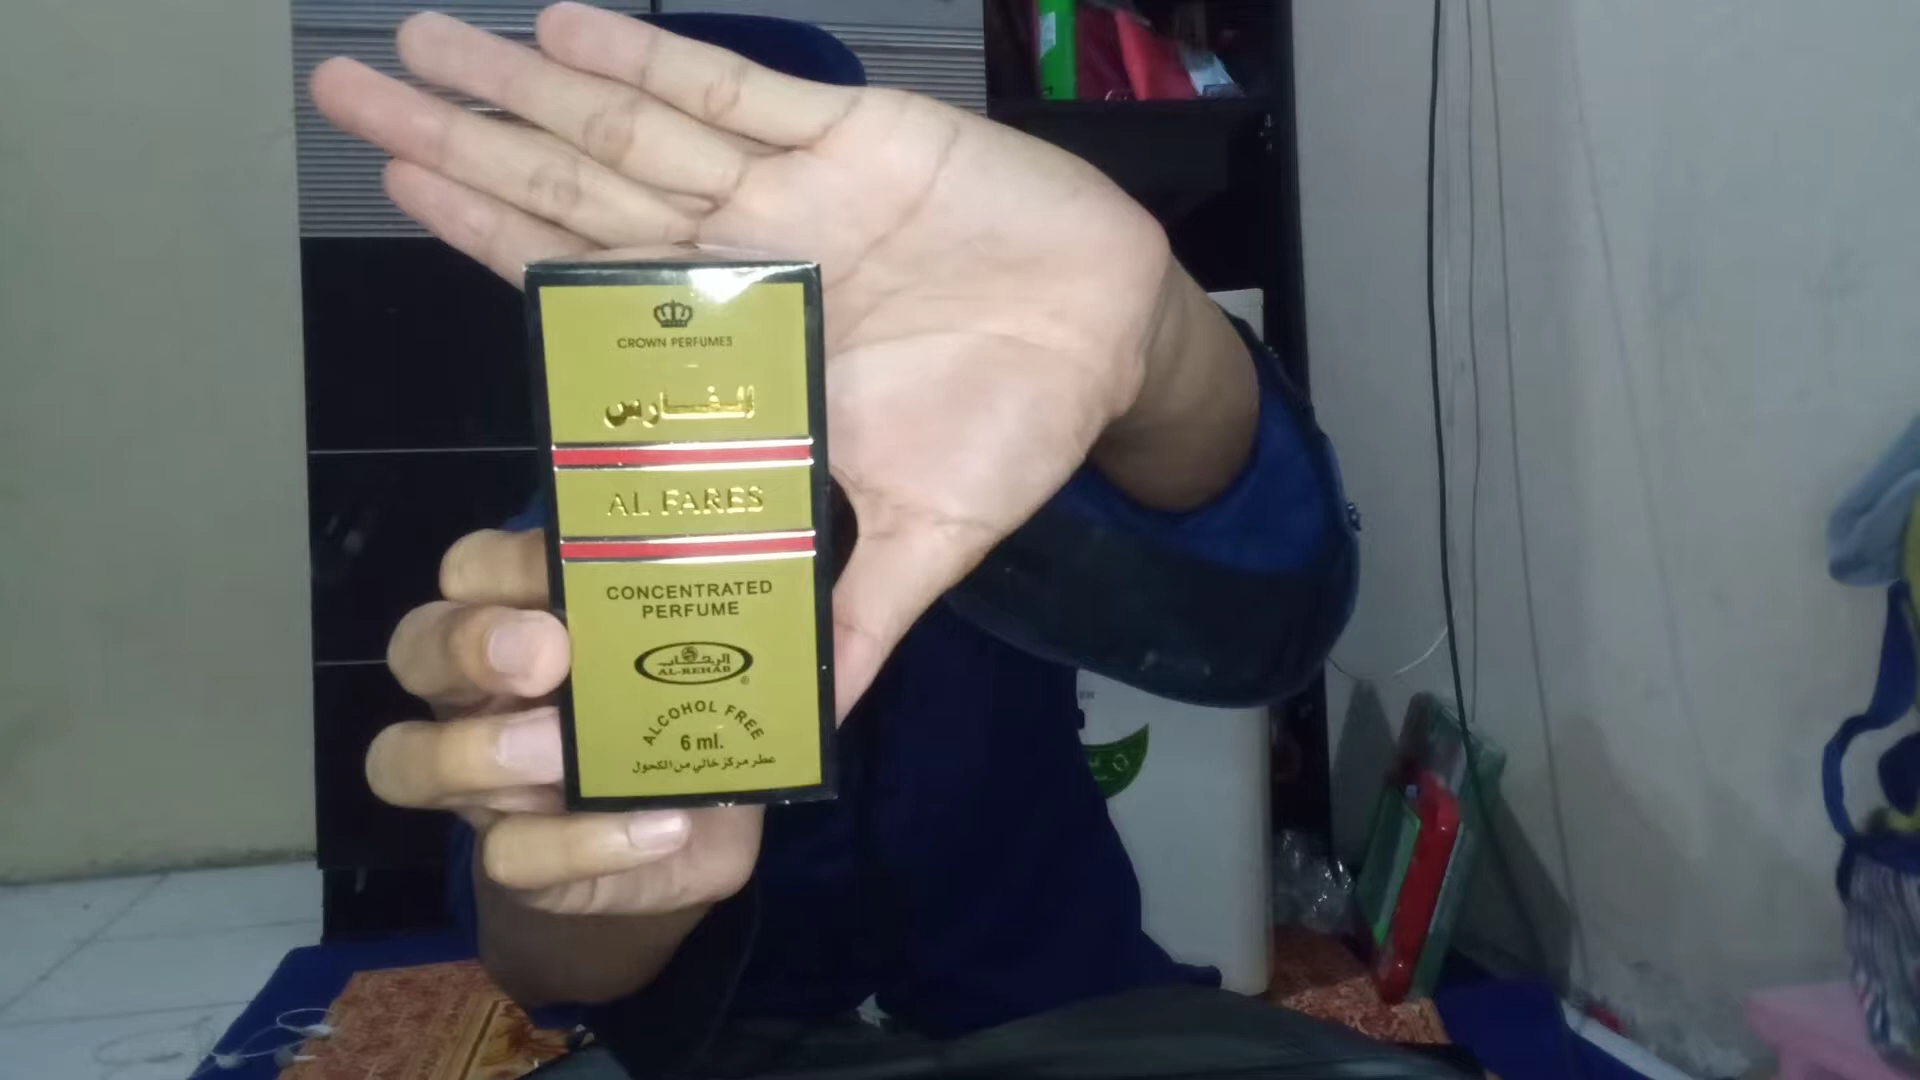 CROWN PERFUMES
الفارس
AL FARES
CONCENTRATED
PERFUME
الرحاب
AL-REHAB
®
ALCOHOL FREE
6 ml.
عطر مركز خالي من الكحول